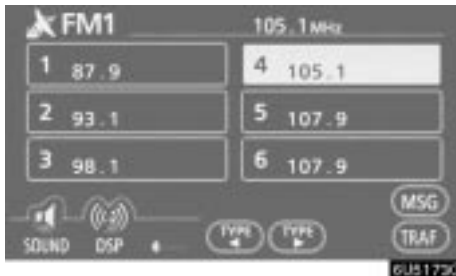 FM1 105.1MHz
1 87.9
4 105.1
2 93.1
5 107.9
3 98.1
6 107.9
MSG
SOUND DSP TYPE TYPE TRAF
6U5173C